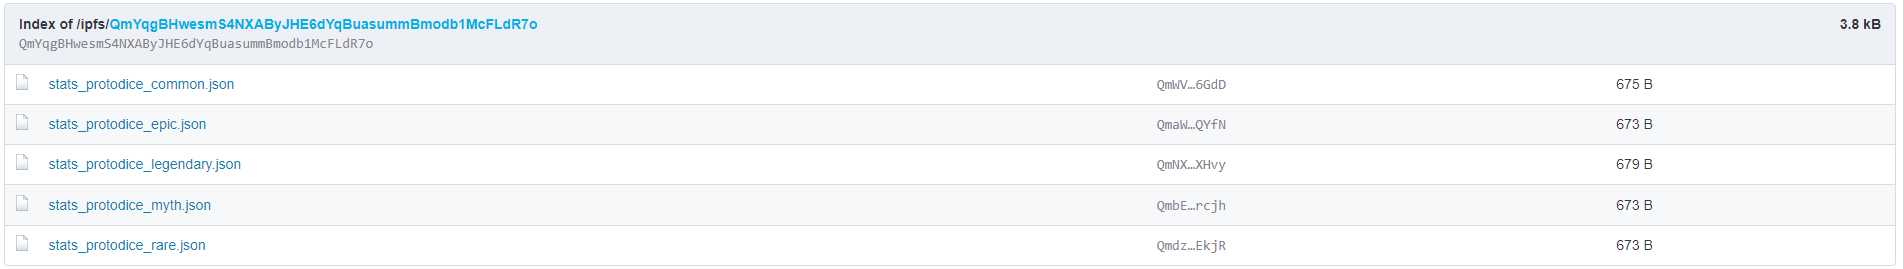 Index of /ipfs/QmYqgBHwesmS4NXAByJHE6dYqBuasummBmodb1McFLdR7o 3.8 kB
QmYqgBHwesmS4NXAByJHE6dYqBuasummBmodb1McFLdR7o
stats_protodice_common.json QmWV…6GdD 675 B
stats_protodice_epic.json QmaW…QYfN 673 B
stats_protodice_legendary.json QmNX…XHvy 679 B
stats_protodice_myth.json QmbE…rcjh 673 B
stats_protodice_rare.json Qmdz…EkjR 673 B